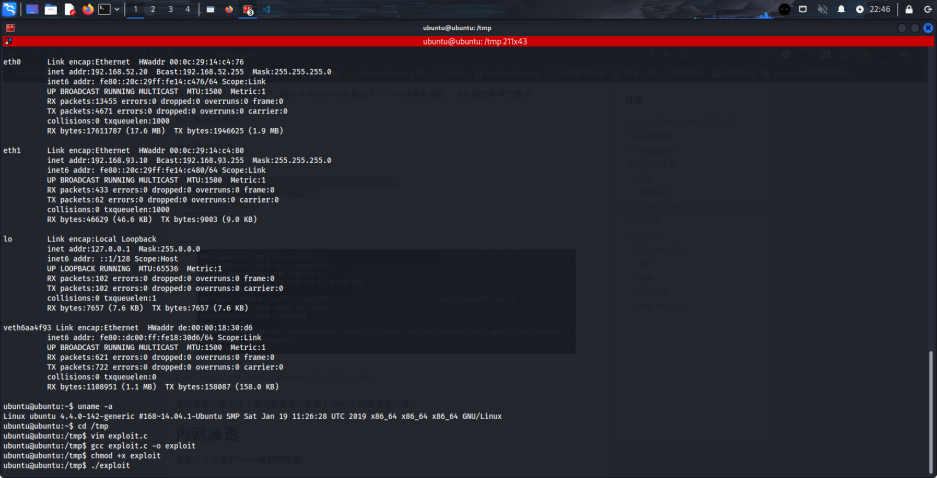 1 2 3 4
22:46
ubuntu@ubuntu: /tmp
ubuntu@ubuntu: /tmp 211x43
eth0 Link encap:Ethernet HWaddr 00:0c:29:14:c4:76
inet addr:192.168.52.20 Bcast:192.168.52.255 Mask:255.255.255.0
inet6 addr: fe80::20c:29ff:fe14:c476/64 Scope:Link
UP BROADCAST RUNNING MULTICAST MTU:1500 Metric:1
RX packets:13455 errors:0 dropped:0 overruns:0 frame:0
TX packets:4671 errors:0 dropped:0 overruns:0 carrier:0
collisions:0 txqueuelen:1000
RX bytes:17611787 (17.6 MB) TX bytes:1946625 (1.9 MB)
eth1 Link encap:Ethernet HWaddr 00:0c:29:14:c4:80
inet addr:192.168.93.10 Bcast:192.168.93.255 Mask:255.255.255.0
inet6 addr: fe80::20c:29ff:fe14:c480/64 Scope:Link
UP BROADCAST RUNNING MULTICAST MTU:1500 Metric:1
RX packets:433 errors:0 dropped:0 overruns:0 frame:0
TX packets:62 errors:0 dropped:0 overruns:0 carrier:0
collisions:0 txqueuelen:1000
RX bytes:46629 (46.6 KB) TX bytes:9003 (9.0 KB)
lo Link encap:Local Loopback
inet addr:127.0.0.1 Mask:255.0.0.0
inet6 addr: ::1/128 Scope:Host
UP LOOPBACK RUNNING MTU:65536 Metric:1
RX packets:102 errors:0 dropped:0 overruns:0 frame:0
TX packets:102 errors:0 dropped:0 overruns:0 carrier:0
collisions:0 txqueuelen:1
RX bytes:7657 (7.6 KB) TX bytes:7657 (7.6 KB)
veth6aa4f93 Link encap:Ethernet HWaddr de:00:00:18:30:d6
inet6 addr: fe80::dc00:ff:fe18:30d6/64 Scope:Link
UP BROADCAST RUNNING MULTICAST MTU:1500 Metric:1
RX packets:621 errors:0 dropped:0 overruns:0 frame:0
TX packets:722 errors:0 dropped:0 overruns:0 carrier:0
collisions:0 txqueuelen:0
RX bytes:1108951 (1.1 MB) TX bytes:158087 (158.0 KB)
ubuntu@ubuntu:~$ uname -a
Linux ubuntu 4.4.0-142-generic #168~14.04.1-Ubuntu SMP Sat Jan 19 11:26:28 UTC 2019 x86_64 x86_64 x86_64 GNU/Linux
ubuntu@ubuntu:~$ cd /tmp
ubuntu@ubuntu:/tmp$ vim exploit.c
内网渗透
ubuntu@ubuntu:/tmp$ gcc exploit.c -o exploit
ubuntu@ubuntu:/tmp$ chmod +x exploit
ubuntu@ubuntu:/tmp$ ./exploit